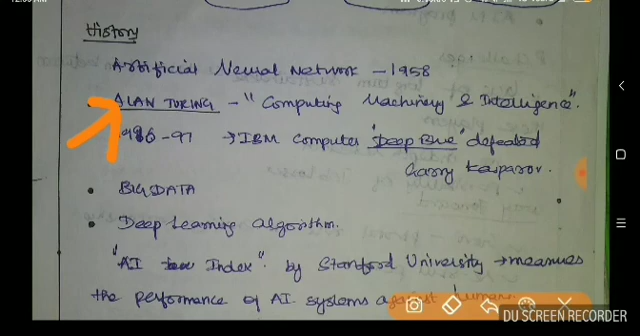 History
Artificial Neural Network - 1958
ALAN TURING - "Computing Machinery & Intelligence".
1996-97 → IBM Computer "Deep Blue" defeated
Garry Kasparov.
• BIG DATA
• Deep Learning algorithm.
"AI Index" by Stanford University → measures
the performance of AI systems against humans
DU SCREEN RECORDER